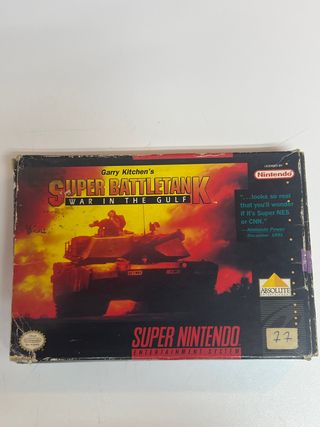 Garry Kitchen's
SUPER BATTLETANK
WAR IN THE GULF
LICENSED BY
Nintendo
"...looks so real
that you'll wonder
if it's Super NES
or CNN."
Nintendo Power
December 1991
ABSOLUTE
SUPER NINTENDO
ENTERTAINMENT SYSTEM
77